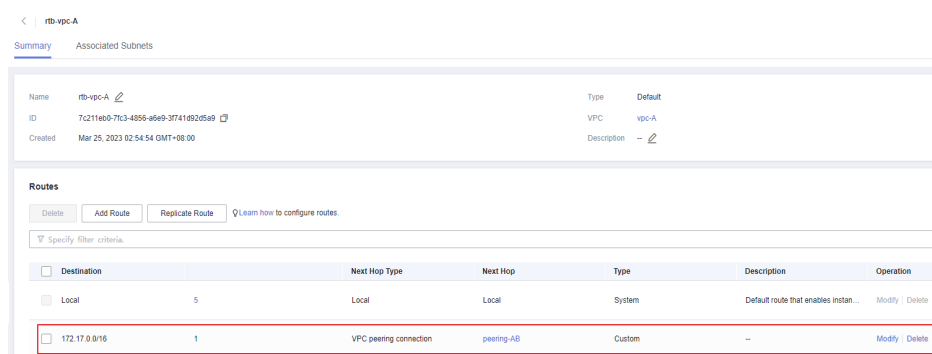 rtb-vpc-A
Summary Associated Subnets
Name rtb-vpc-A Type Default
ID 7c211eb0-7fc3-4856-a6e9-3f741d92d5a9 VPC vpc-A
Created Mar 25, 2023 02:54:54 GMT+08:00 Description --
Routes
Delete Add Route Replicate Route Learn how to configure routes.
Specify filter criteria.
Destination Next Hop Type Next Hop Type Description Operation
Local 5 Local Local System Default route that enables instan... Modify Delete
172.17.0.0/16 1 VPC peering connection peering-AB Custom -- Modify Delete